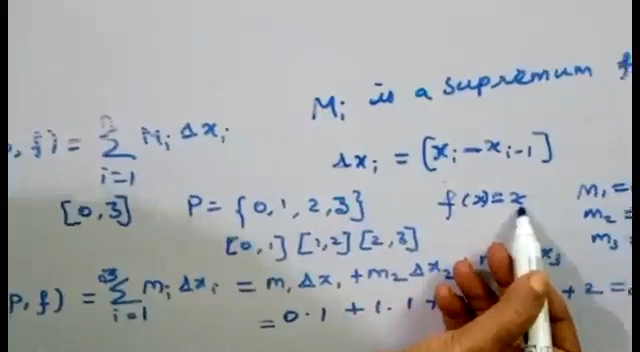 Mi is a supremum f
P, f) = Σ i=1 n Mi Δxi
Δxi = [xi - xi-1]
[0,3] P = {0, 1, 2, 3} f(x)=x m1 =
[0,1] [1,2] [2,3] m2 =
m3
P, f) = Σ i=1 3 mi Δxi = m1 Δx1 + m2 Δx2 x3
= 0·1 + 1·1 + + 2 =